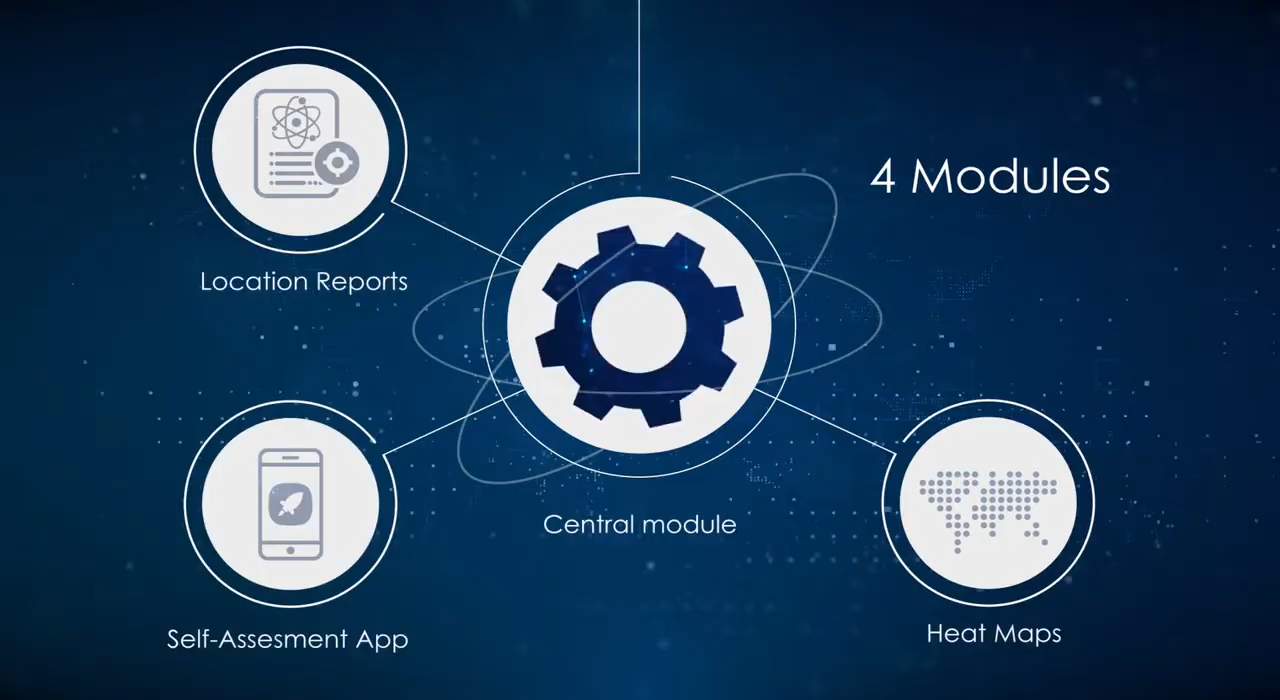 4 Modules
Location Reports
Central module
Self-Assesment App
Heat Maps